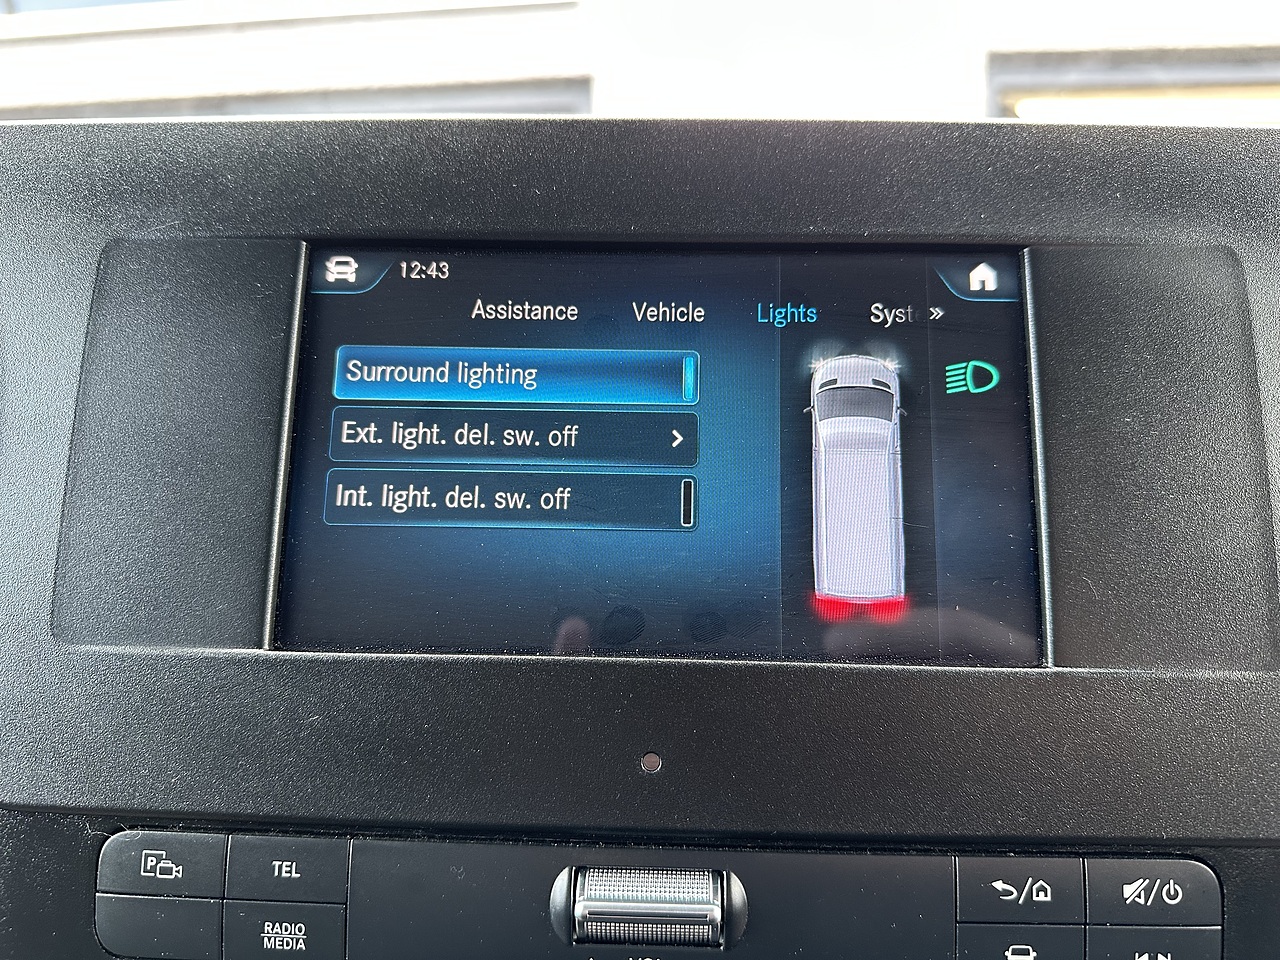 12:43
Assistance Vehicle Lights Syst »
Surround lighting
Ext. light. del. sw. off
Int. light. del. sw. off
P TEL
RADIO
MEDIA